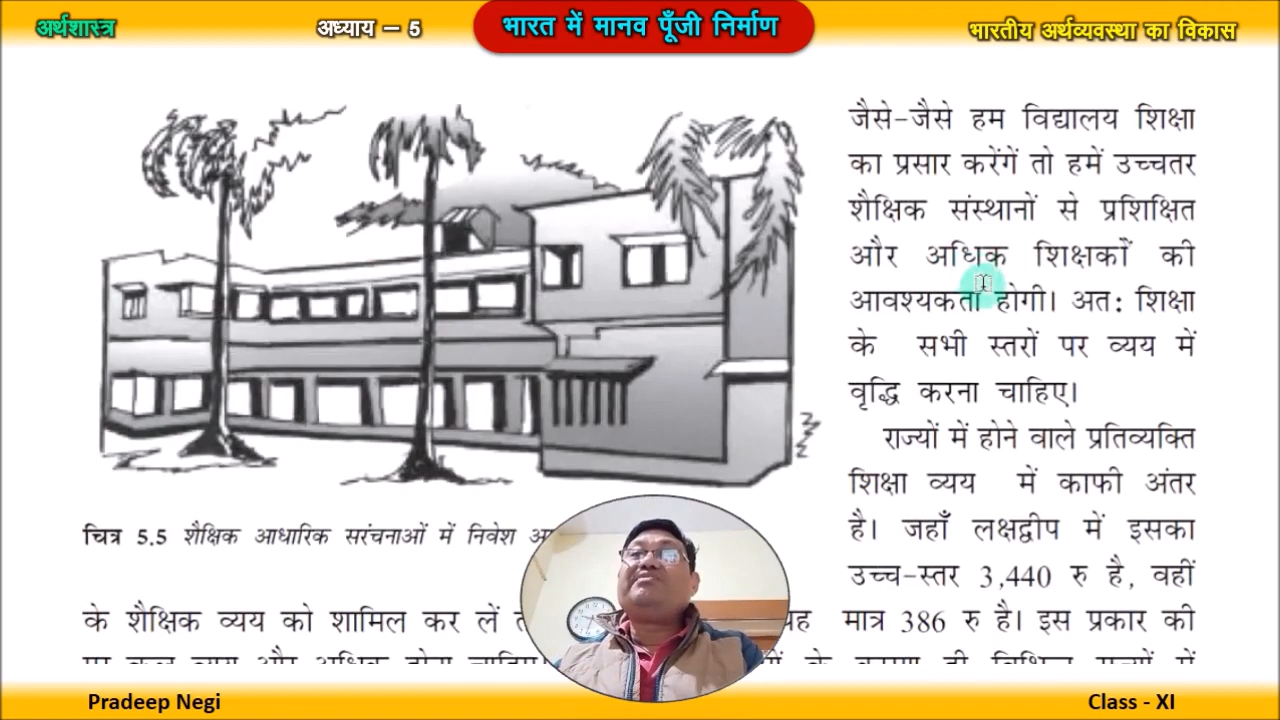 अर्थशास्त्र
अध्याय – 5
भारत में मानव पूँजी निर्माण
भारतीय अर्थव्यवस्था का विकास
जैसे-जैसे हम विद्यालय शिक्षा
का प्रसार करेंगें तो हमें उच्चतर
शैक्षिक संस्थानों से प्रशिक्षित
और अधिक शिक्षकों की
आवश्यकता होगी। अत: शिक्षा
के सभी स्तरों पर व्यय में
वृद्धि करना चाहिए।
राज्यों में होने वाले प्रतिव्यक्ति
शिक्षा व्यय में काफी अंतर
है। जहाँ लक्षद्वीप में इसका
उच्च-स्तर 3,440 रु है, वहीं
चित्र 5.5 शैक्षिक आधारिक सरंचनाओं में निवेश
के शैक्षिक व्यय को शामिल कर लें
मात्र 386 रु है। इस प्रकार की
Pradeep Negi
Class - XI